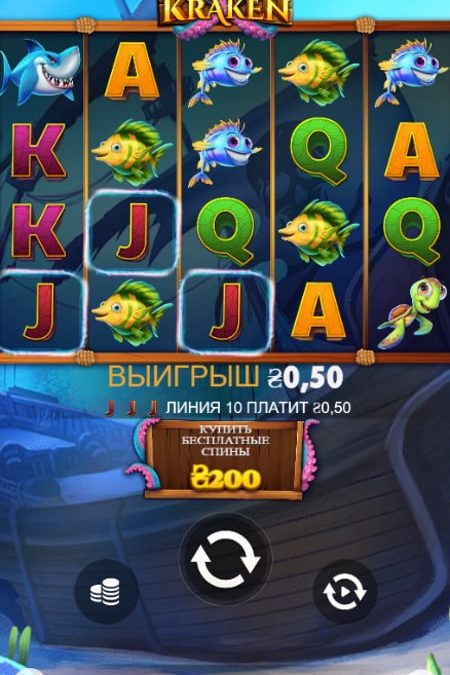 KRAKEN
A
K
Q
A
K
J
Q
Q
J
J
A
ВЫИГРЫШ ₴0,50
J J J ЛИНИЯ 10 ПЛАТИТ ₴0,50
КУПИТЬ
БЕСПЛАТНЫЕ
СПИНЫ
₴200